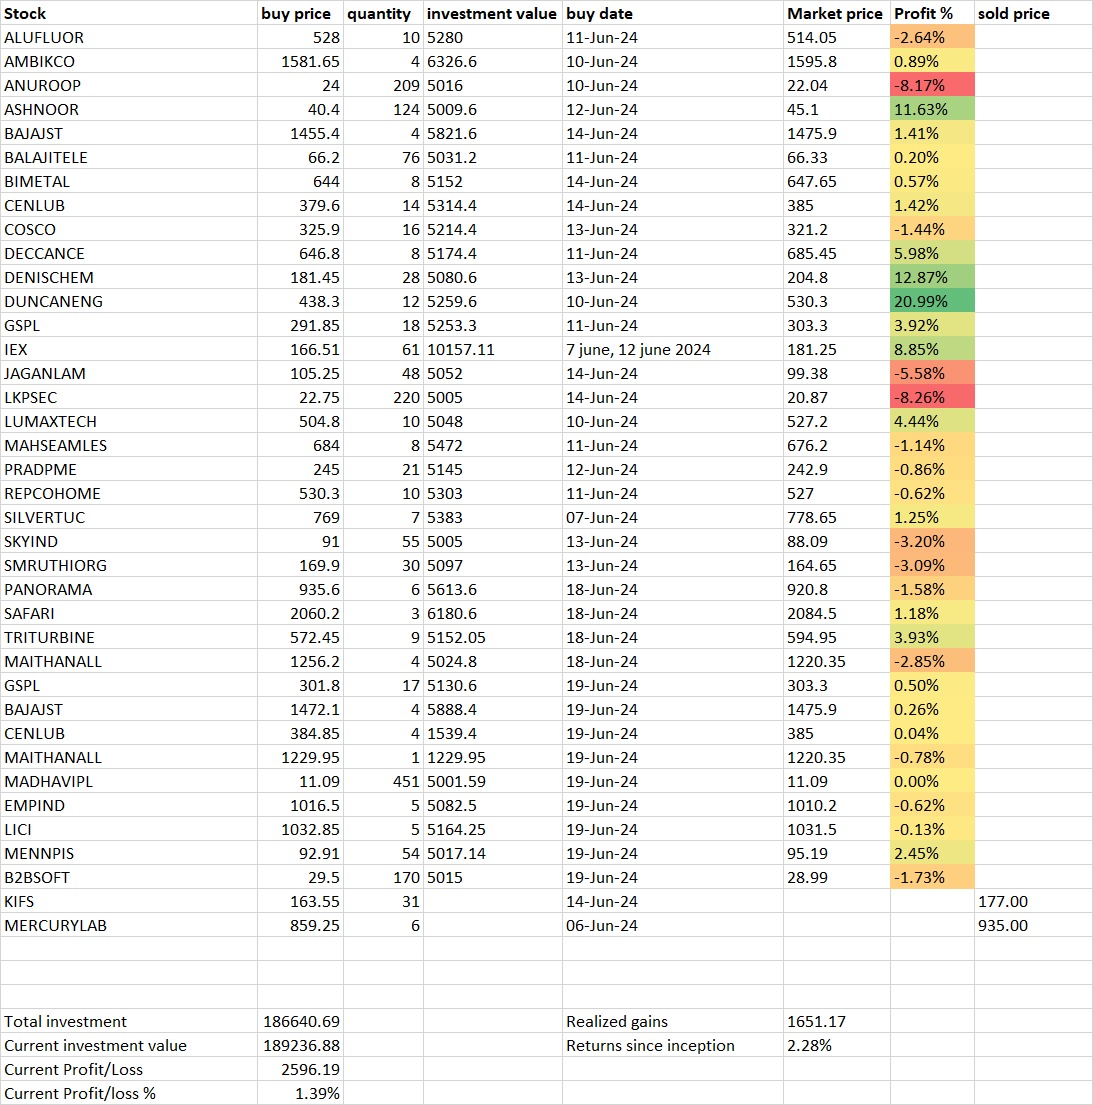 Stock buy price quantity investment value buy date Market price Profit % sold price
ALUFLUOR 528 10 5280 11-Jun-24 514.05 -2.64%
AMBIKCO 1581.65 4 6326.6 10-Jun-24 1595.8 0.89%
ANUROOP 24 209 5016 10-Jun-24 22.04 -8.17%
ASHNOOR 40.4 124 5009.6 12-Jun-24 45.1 11.63%
BAJAJST 1455.4 4 5821.6 14-Jun-24 1475.9 1.41%
BALAJITELE 66.2 76 5031.2 11-Jun-24 66.33 0.20%
BIMETAL 644 8 5152 14-Jun-24 647.65 0.57%
CENLUB 379.6 14 5314.4 14-Jun-24 385 1.42%
COSCO 325.9 16 5214.4 13-Jun-24 321.2 -1.44%
DECCANCE 646.8 8 5174.4 11-Jun-24 685.45 5.98%
DENISCHEM 181.45 28 5080.6 13-Jun-24 204.8 12.87%
DUNCANENG 438.3 12 5259.6 10-Jun-24 530.3 20.99%
GSPL 291.85 18 5253.3 11-Jun-24 303.3 3.92%
IEX 166.51 61 10157.11 7 june, 12 june 2024 181.25 8.85%
JAGANLAM 105.25 48 5052 14-Jun-24 99.38 -5.58%
LKPSEC 22.75 220 5005 14-Jun-24 20.87 -8.26%
LUMAXTECH 504.8 10 5048 10-Jun-24 527.2 4.44%
MAHSEAMLES 684 8 5472 11-Jun-24 676.2 -1.14%
PRADPME 245 21 5145 12-Jun-24 242.9 -0.86%
REPCOHOME 530.3 10 5303 11-Jun-24 527 -0.62%
SILVERTUC 769 7 5383 07-Jun-24 778.65 1.25%
SKYIND 91 55 5005 13-Jun-24 88.09 -3.20%
SMRUTHIORG 169.9 30 5097 13-Jun-24 164.65 -3.09%
PANORAMA 935.6 6 5613.6 18-Jun-24 920.8 -1.58%
SAFARI 2060.2 3 6180.6 18-Jun-24 2084.5 1.18%
TRITURBINE 572.45 9 5152.05 18-Jun-24 594.95 3.93%
MAITHANALL 1256.2 4 5024.8 18-Jun-24 1220.35 -2.85%
GSPL 301.8 17 5130.6 19-Jun-24 303.3 0.50%
BAJAJST 1472.1 4 5888.4 19-Jun-24 1475.9 0.26%
CENLUB 384.85 4 1539.4 19-Jun-24 385 0.04%
MAITHANALL 1229.95 1 1229.95 19-Jun-24 1220.35 -0.78%
MADHAVIPL 11.09 451 5001.59 19-Jun-24 11.09 0.00%
EMPIND 1016.5 5 5082.5 19-Jun-24 1010.2 -0.62%
LICI 1032.85 5 5164.25 19-Jun-24 1031.5 -0.13%
MENNPIS 92.91 54 5017.14 19-Jun-24 95.19 2.45%
B2BSOFT 29.5 170 5015 19-Jun-24 28.99 -1.73%
KIFS 163.55 31 14-Jun-24 177.00
MERCURYLAB 859.25 6 06-Jun-24 935.00
Total investment 186640.69 Realized gains 1651.17
Current investment value 189236.88 Returns since inception 2.28%
Current Profit/Loss 2596.19
Current Profit/loss % 1.39%